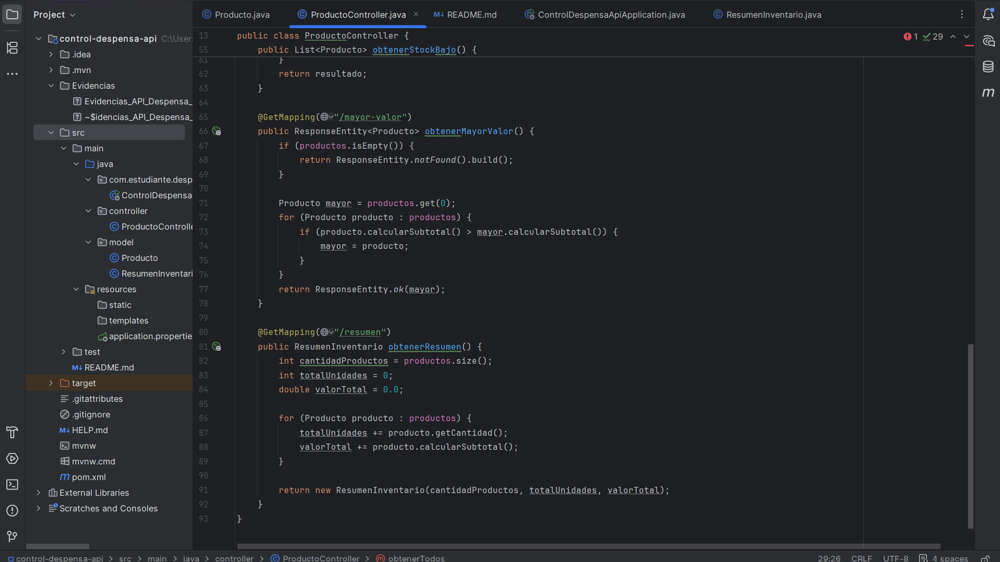 Project
Producto.java
ProductoController.java
README.md
ControlDespensaApiApplication.java
ResumenInventario.java
control-despensa-api C:\Users
.idea
.mvn
Evidencias
Evidencias_API_Despensa_
~$idencias_API_Despensa_
src
main
java
com.estudiante.desp
ControlDespensa
controller
ProductoControlle
model
Producto
ResumenInventari
resources
static
templates
application.propertie
test
README.md
target
.gitattributes
.gitignore
HELP.md
mvnw
mvnw.cmd
pom.xml
External Libraries
Scratches and Consoles
1 29
13 public class ProductoController {
55 public List<Producto> obtenerStockBajo() {
61 }
62 return resultado;
63 }
64
65 @GetMapping("/mayor-valor")
66 public ResponseEntity<Producto> obtenerMayorValor() {
67 if (productos.isEmpty()) {
68 return ResponseEntity.notFound().build();
69 }
70
71 Producto mayor = productos.get(0);
72 for (Producto producto : productos) {
73 if (producto.calcularSubtotal() > mayor.calcularSubtotal()) {
74 mayor = producto;
75 }
76 }
77 return ResponseEntity.ok(mayor);
78 }
79
80 @GetMapping("/resumen")
81 public ResumenInventario obtenerResumen() {
82 int cantidadProductos = productos.size();
83 int totalUnidades = 0;
84 double valorTotal = 0.0;
85
86 for (Producto producto : productos) {
87 totalUnidades += producto.getCantidad();
88 valorTotal += producto.calcularSubtotal();
89 }
90
91 return new ResumenInventario(cantidadProductos, totalUnidades, valorTotal);
92 }
93 }
control-despensa-api > src > main > java > controller > ProductoController > obtenerTodos
29:26 CRLF UTF-8 4 spaces